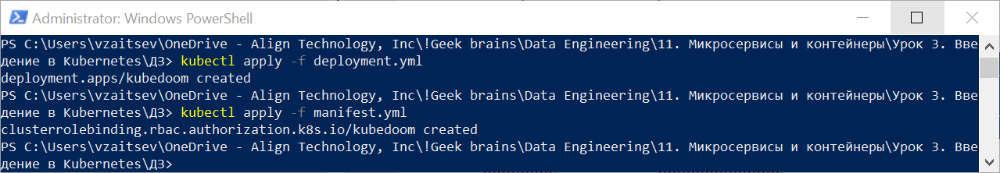 Administrator: Windows PowerShell
PS C:\Users\vzaitsev\OneDrive - Align Technology, Inc\!Geek brains\Data Engineering\11. Микросервисы и контейнеры\Урок 3. Вве
дение в Kubernetes\ДЗ> kubectl apply -f deployment.yml
deployment.apps/kubedoom created
PS C:\Users\vzaitsev\OneDrive - Align Technology, Inc\!Geek brains\Data Engineering\11. Микросервисы и контейнеры\Урок 3. Вве
дение в Kubernetes\ДЗ> kubectl apply -f manifest.yml
clusterrolebinding.rbac.authorization.k8s.io/kubedoom created
PS C:\Users\vzaitsev\OneDrive - Align Technology, Inc\!Geek brains\Data Engineering\11. Микросервисы и контейнеры\Урок 3. Вве
дение в Kubernetes\ДЗ>